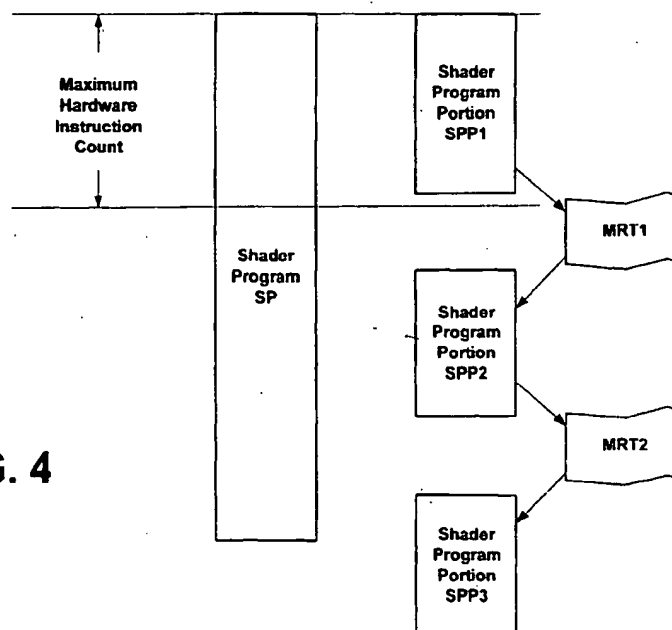 Maximum
Hardware
Instruction
Count
Shader
Program
SP
Shader
Program
Portion
SPP1
MRT1
Shader
Program
Portion
SPP2
MRT2
Shader
Program
Portion
SPP3
G. 4